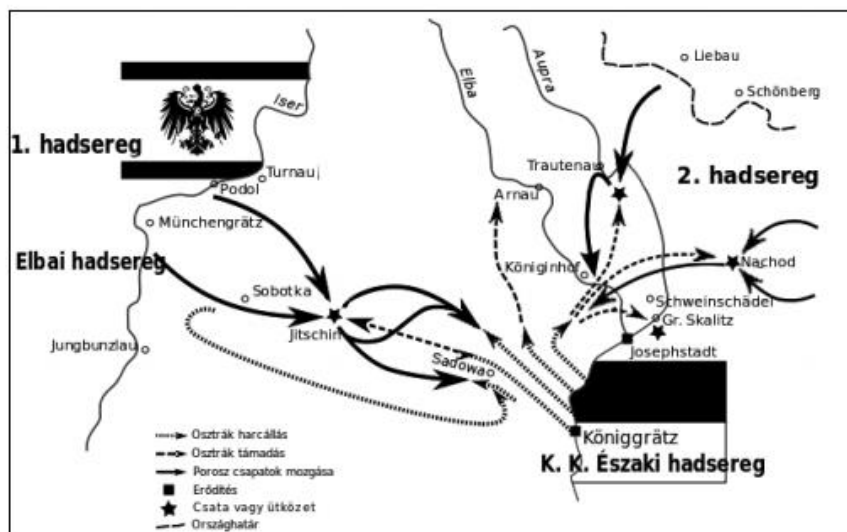 Elba
Aupra
Liebau
Schönberg
Iser
1. hadsereg
Turnau
Podol
Trautenau
2. hadsereg
Arnau
Münchengrätz
Elbai hadsereg
Königinhof
Nachod
Sobotka
Schweinschädel
Gr. Skalitz
Jitschin
Jungbunzlau
Sadowa
Josephstadt
Königgrätz
K. K. Északi hadsereg
Osztrák harcállás
Osztrák támadás
Porosz csapatok mozgása
Erődítés
Csata vagy ütközet
Országhatár